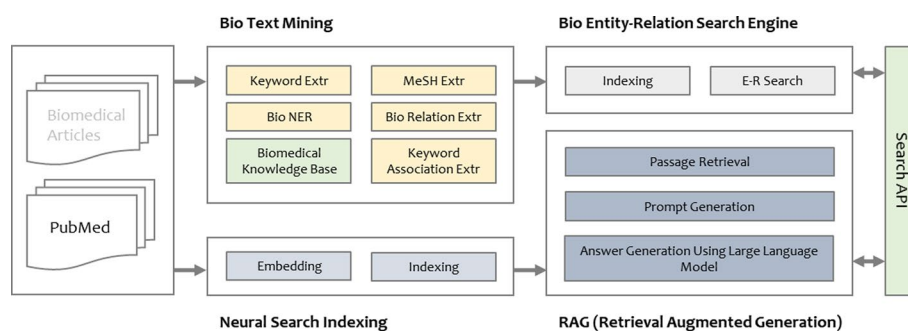 Bio Text Mining
Bio Entity-Relation Search Engine
Biomedical
Articles
PubMed
Keyword Extr
MeSH Extr
Bio NER
Bio Relation Extr
Biomedical
Knowledge Base
Keyword
Association Extr
Embedding
Indexing
Neural Search Indexing
Indexing
E-R Search
Passage Retrieval
Prompt Generation
Answer Generation Using Large Language
Model
RAG (Retrieval Augmented Generation)
Search API